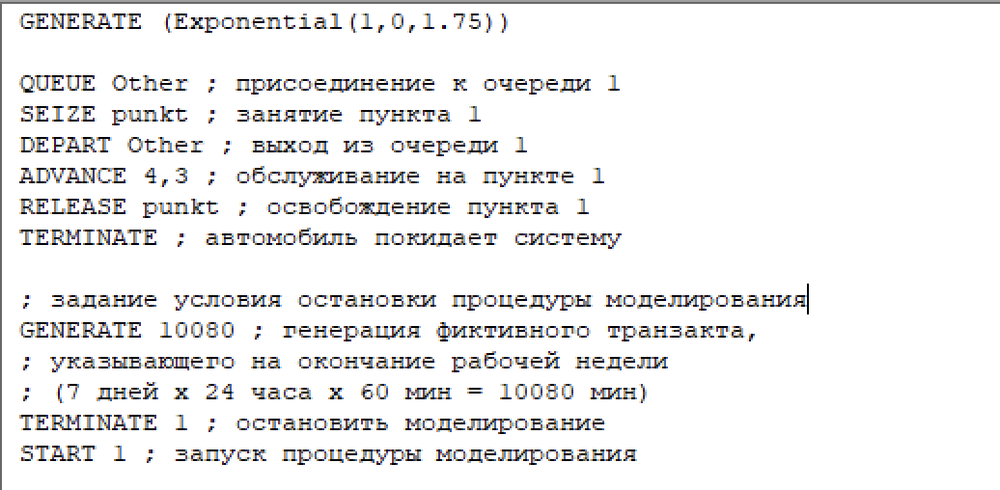 GENERATE (Exponential(1,0,1.75))
QUEUE Other ; присоединение к очереди 1
SEIZE punkt ; занятие пункта 1
DEPART Other ; выход из очереди 1
ADVANCE 4,3 ; обслуживание на пункте 1
RELEASE punkt ; освобождение пункта 1
TERMINATE ; автомобиль покидает систему
; задание условия остановки процедуры моделирования
GENERATE 10080 ; генерация фиктивного транзакта,
; указывающего на окончание рабочей недели
; (7 дней х 24 часа х 60 мин = 10080 мин)
TERMINATE 1 ; остановить моделирование
START 1 ; запуск процедуры моделирования